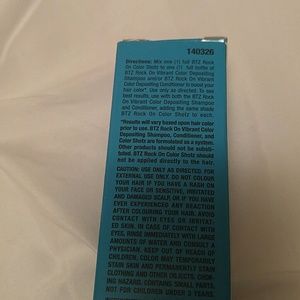 140326
Directions: Mix one (1) full BTZ Rock
On Color Shotz to one (1) full bottle of
BTZ Rock On Vibrant Color Depositing
Shampoo and/or BTZ Rock On Vibrant
Color Depositing Conditioner to boost your
hair color*. Use only as directed. To see
best results, use with both the BTZ Rock
On Vibrant Color Depositing Shampoo
and Conditioner, adding the same shade
BTZ Rock On Color Shotz to each.
*Results will vary based upon hair color
prior to use. BTZ Rock On Vibrant Color
Depositing Shampoo, Conditioner, and
Color Shotz are formulated as a system.
Other products should not be substi-
tuted. BTZ Rock On Color Shotz should
not be applied directly to the hair.
CAUTION: USE ONLY AS DIRECTED. FOR
EXTERNAL USE ONLY. DO NOT COLOUR
YOUR HAIR IF YOU HAVE A RASH ON
YOUR FACE OR SENSITIVE, IRRITATED
AND DAMAGED SCALP, OR IF YOU HAVE
EVER EXPERIENCED ANY REACTION
AFTER COLOURING YOUR HAIR. AVOID
CONTACT WITH EYES OR IRRITAT-
ED SKIN. IN CASE OF CONTACT WITH
EYES, RINSE IMMEDIATELY WITH LARGE
AMOUNTS OF WATER AND CONSULT A
PHYSICIAN. KEEP OUT OF REACH OF
CHILDREN. COLOR MAY TEMPORARILY
STAIN SKIN AND PERMANENTLY STAIN
CLOTHING AND OTHER OBJECTS. CHOK-
ING HAZARD. CONTAINS SMALL PARTS.
NOT FOR CHILDREN UNDER 3 YEARS.